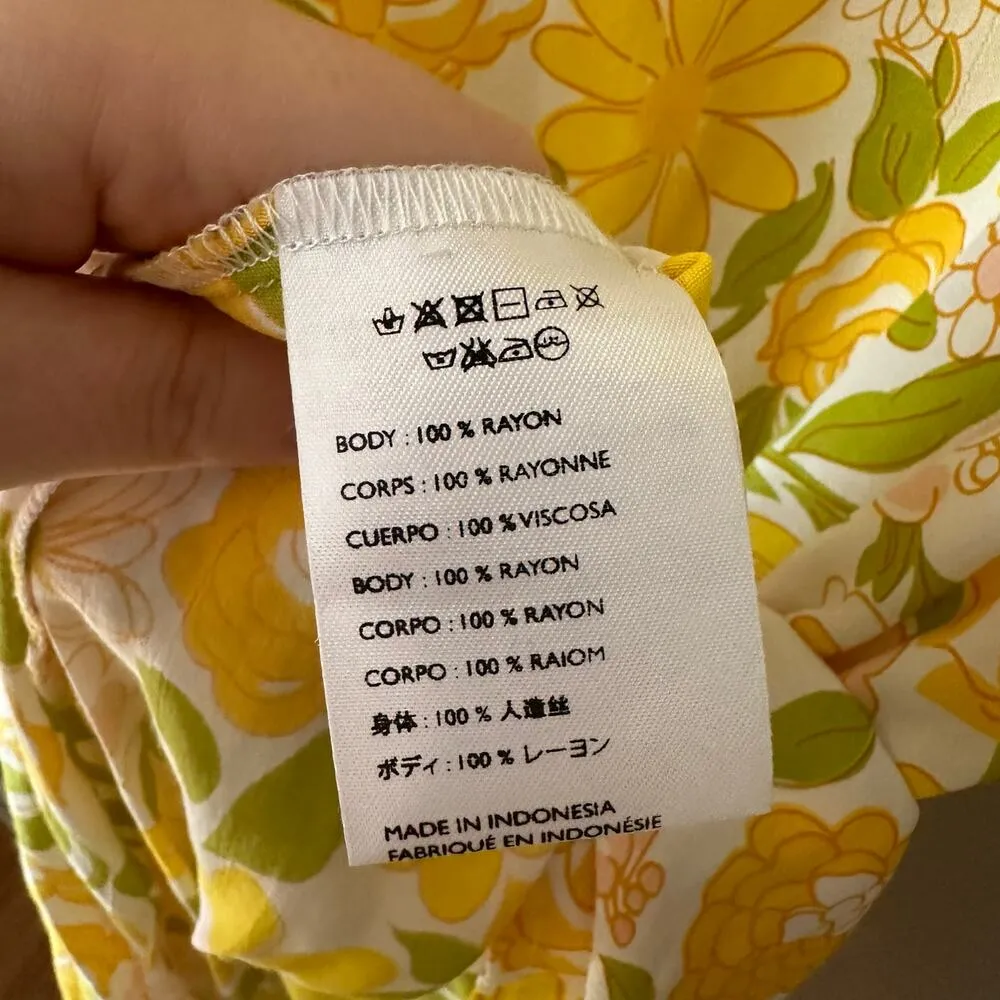 BODY : 100 % RAYON
CORPS : 100 % RAYONNE
CUERPO : 100 % VISCOSA
BODY : 100 % RAYON
CORPO : 100 % RAYON
CORPO : 100 % RAIOM
身体 : 100 % 人造丝
ボディ : 100 % レーヨン
MADE IN INDONESIA
FABRIQUÉ EN INDONÉSIE